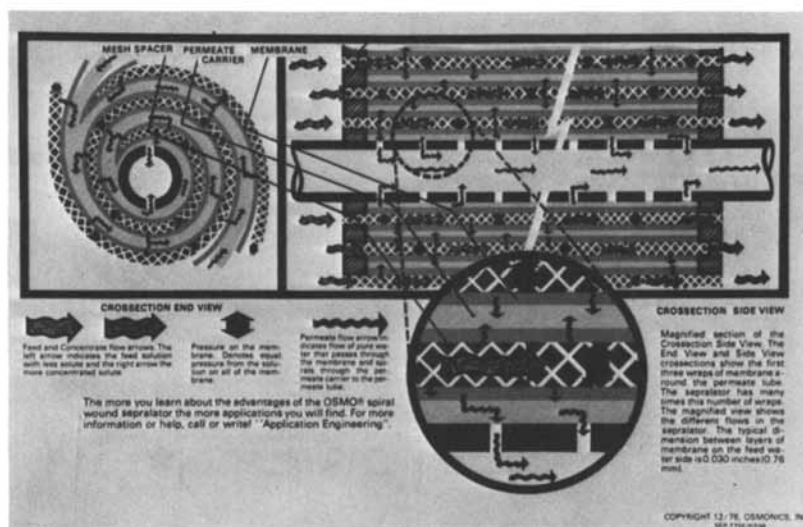 MESH SPACER
PERMEATE
CARRIER
MEMBRANE
CROSSECTION END VIEW
Feed and Concentrate flow arrows. The
left arrow indicates the feed solution
with less solute and the right arrow the
more concentrated solute.
Pressure on the mem-
brane. Denotes equal
pressure from the solu-
tion on all of the mem-
brane.
Permeate flow arrow in-
dicates flow of pure wa-
ter that passes through
the membrane and spi-
rals through the per-
meate carrier to the per-
meate tube.
The more you learn about the advantages of the OSMO® spiral
wound sepralator the more applications you will find. For more
information or help, call or write! "Application Engineering".
CROSSECTION SIDE VIEW
Magnified section of the
Crossection Side View. The
End View and Side View
crossections show the first
three wraps of membrane a-
round the permeate tube.
The sepralator has many
times this number of wraps.
The magnified view shows
the different flows in the
sepralator. The typical di-
mension between layers of
membrane on the feed wa-
ter side is 0.030 inches (0.76
mm).
COPYRIGHT 12/76, OSMONICS, IN